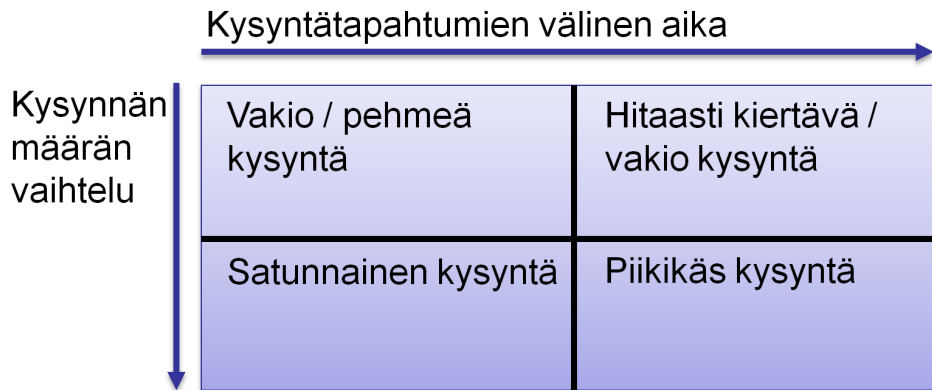 Kysyntätapahtumien välinen aika
Kysynnän
määrän
vaihtelu
Vakio / pehmeä
kysyntä
Hitaasti kiertävä /
vakio kysyntä
Satunnainen kysyntä
Piikikäs kysyntä